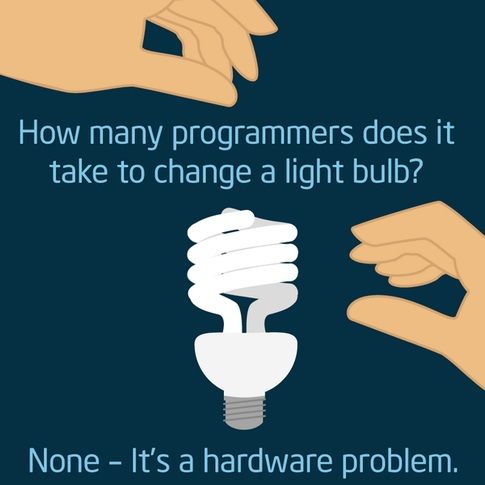 How many programmers does it
take to change a light bulb?
None – It's a hardware problem.